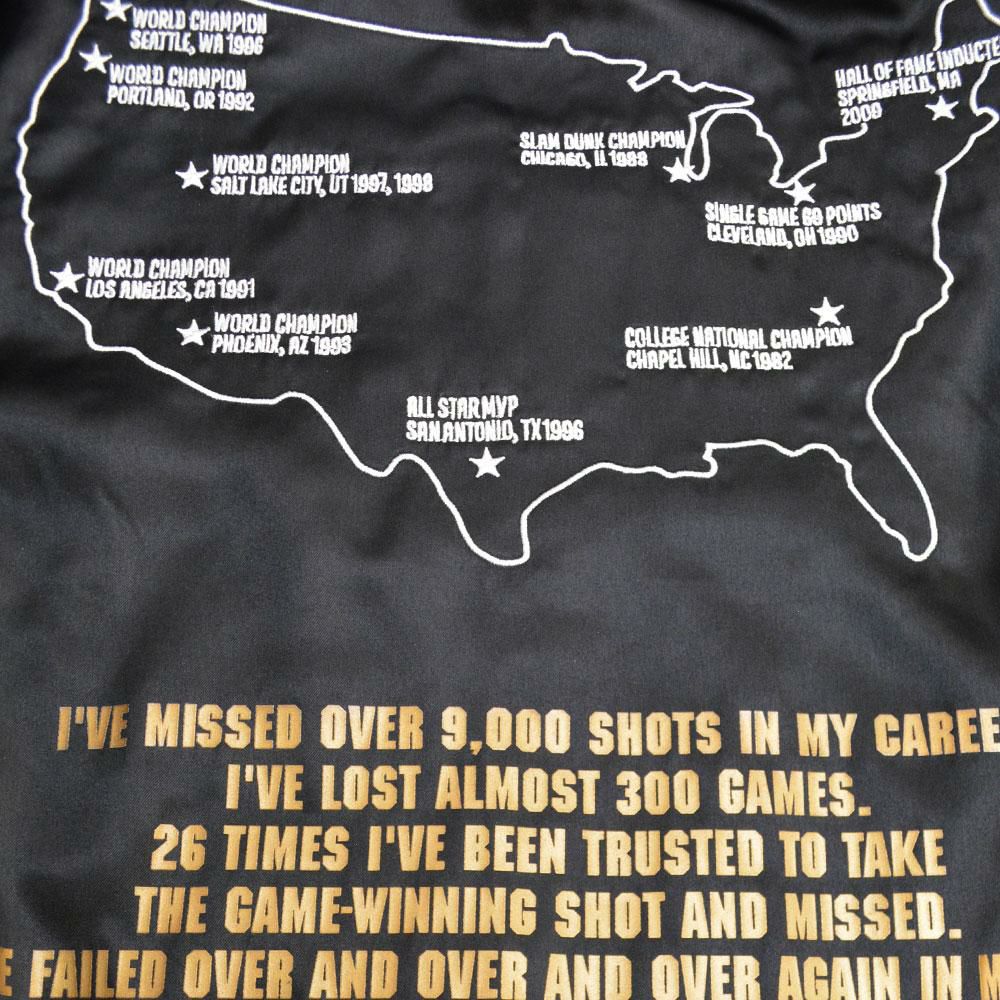 WORLD CHAMPION
SEATTLE, WA 1996
WORLD CHAMPION
PORTLAND, OR 1992
HALL OF FAME INDUCTE
SPRINGFIELD, MA
2009
SLAM DUNK CHAMPION
CHICAGO, IL 1988
WORLD CHAMPION
SALT LAKE CITY, UT 1997, 1998
SINGLE GAME 69 POINTS
CLEVELAND, OH 1990
WORLD CHAMPION
LOS ANGELES, CA 1991
WORLD CHAMPION
PHOENIX, AZ 1993
COLLEGE NATIONAL CHAMPION
CHAPEL HILL, NC 1982
ALL STAR MVP
SAN ANTONIO, TX 1996
I'VE MISSED OVER 9,000 SHOTS IN MY CAREE
I'VE LOST ALMOST 300 GAMES.
26 TIMES I'VE BEEN TRUSTED TO TAKE
THE GAME-WINNING SHOT AND MISSED.
E FAILED OVER AND OVER AND OVER AGAIN IN M